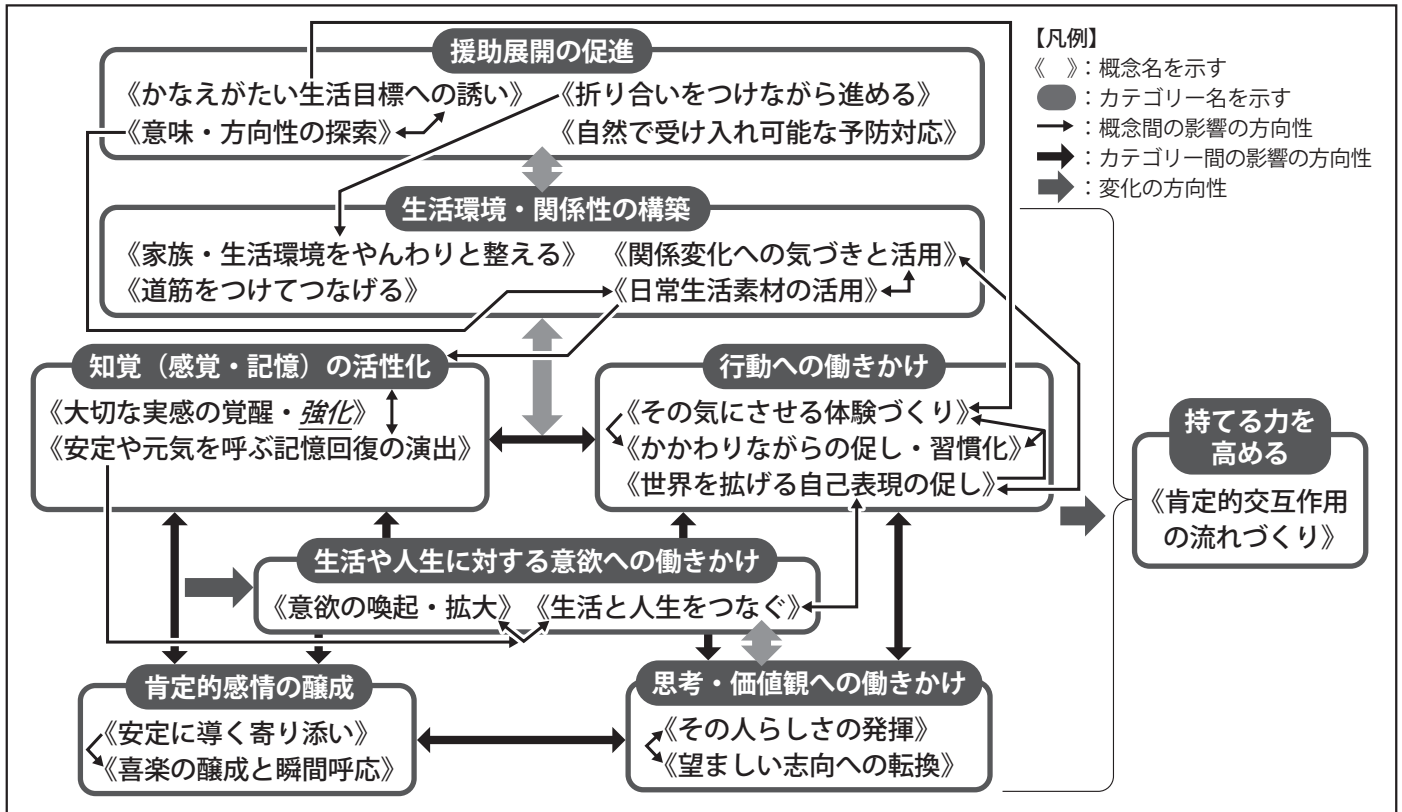 援助展開の促進
《かなえがたい生活目標への誘い》 《折り合いをつけながら進める》
《意味・方向性の探索》 《自然で受け入れ可能な予防対応》
【凡例】
《　》：概念名を示す
：カテゴリー名を示す
：概念間の影響の方向性
：カテゴリー間の影響の方向性
：変化の方向性
生活環境・関係性の構築
《家族・生活環境をやんわりと整える》 《関係変化への気づきと活用》
《道筋をつけてつなげる》 《日常生活素材の活用》
知覚（感覚・記憶）の活性化
《大切な実感の覚醒・強化》
《安定や元気を呼ぶ記憶回復の演出》
行動への働きかけ
《その気にさせる体験づくり》
《かかわりながらの促し・習慣化》
《世界を拡げる自己表現の促し》
生活や人生に対する意欲への働きかけ
《意欲の喚起・拡大》 《生活と人生をつなぐ》
肯定的感情の醸成
《安定に導く寄り添い》
《喜楽の醸成と瞬間呼応》
思考・価値観への働きかけ
《その人らしさの発揮》
《望ましい志向への転換》
持てる力を
高める
《肯定的交互作用
の流れづくり》